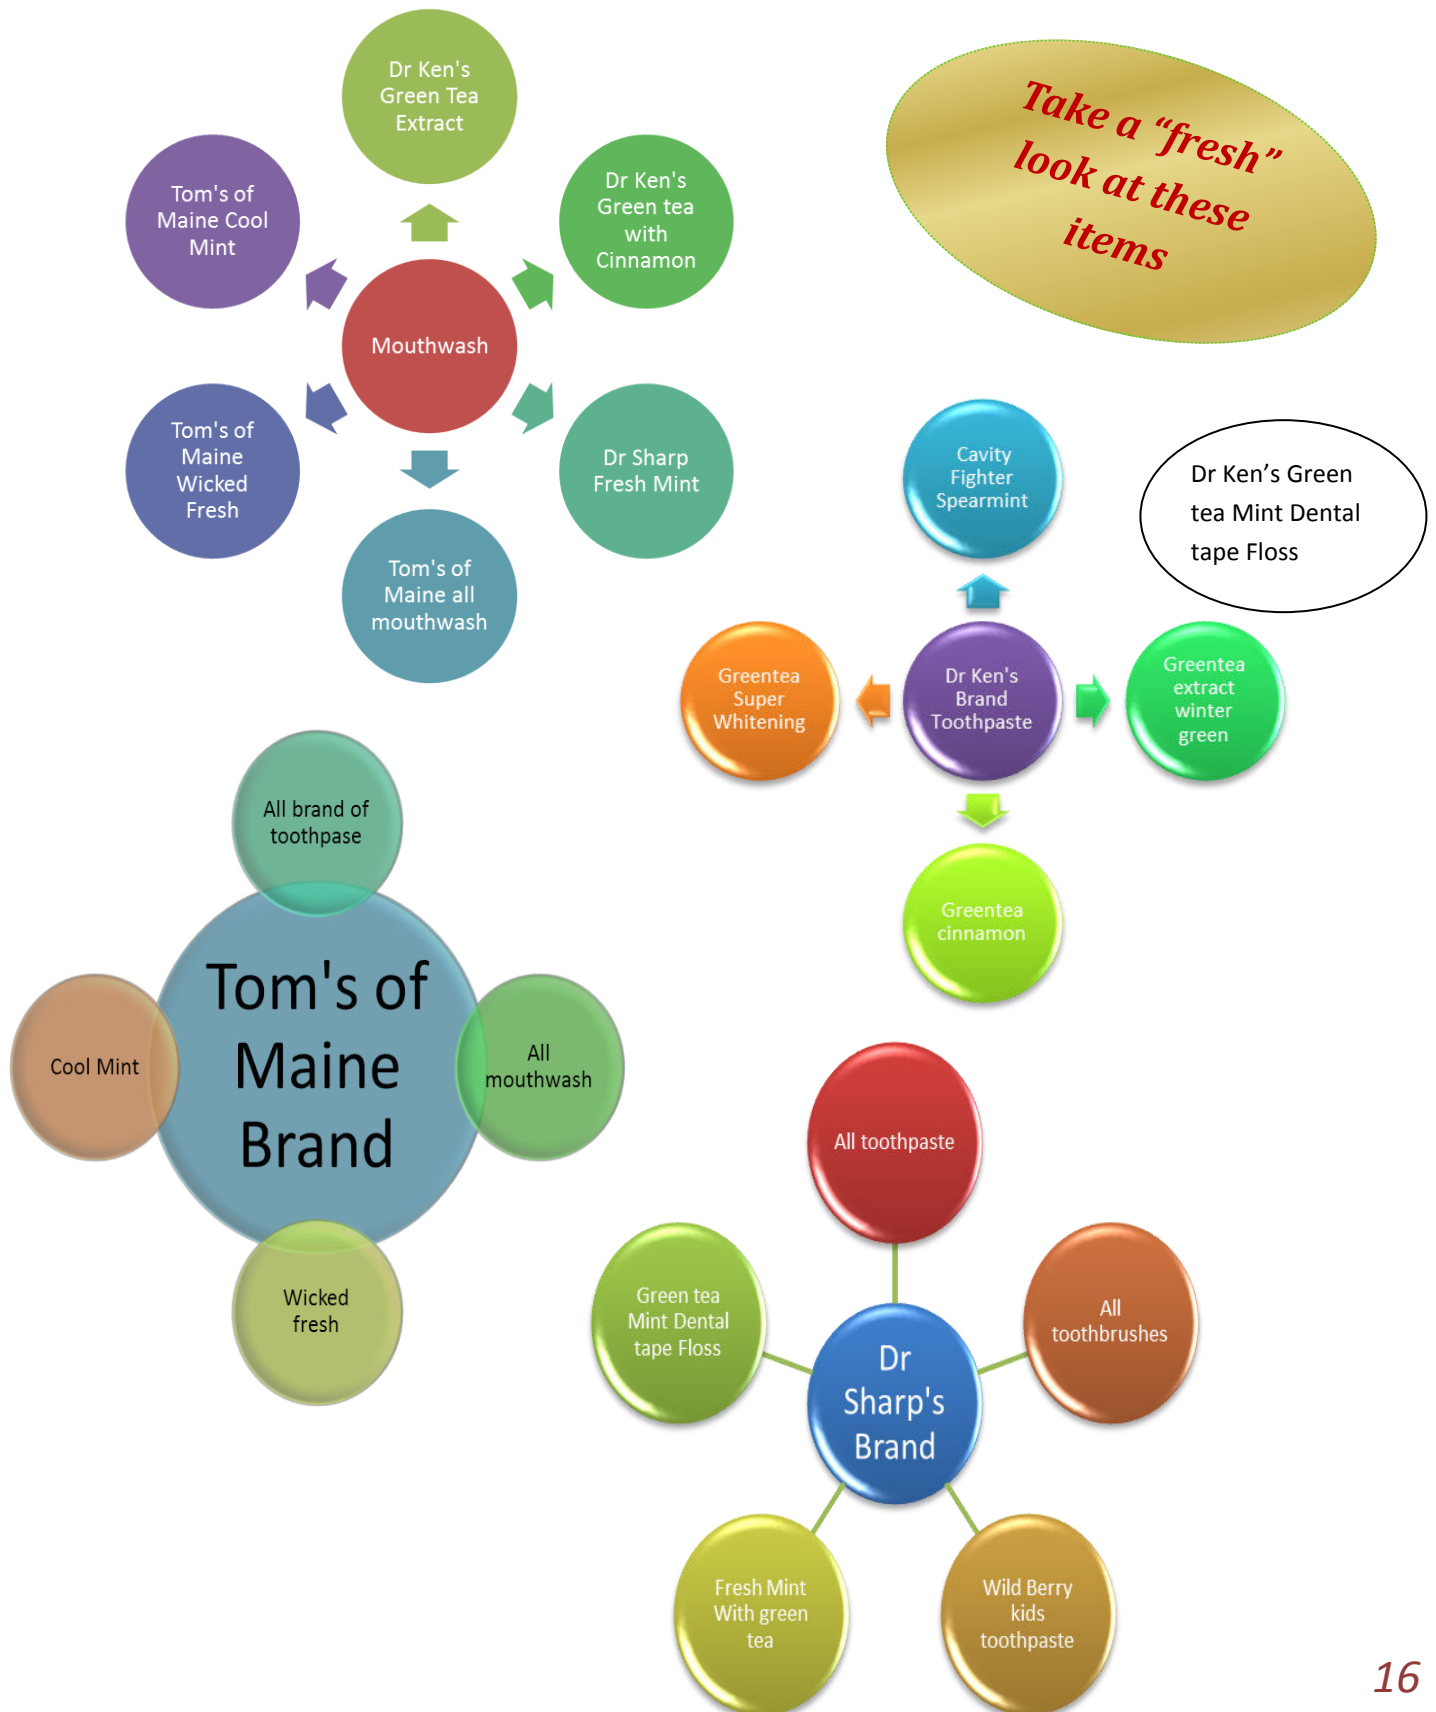 Dr Ken's
Green Tea
Extract
Take a “fresh”
look at these
items
Tom's of
Maine Cool
Mint
Dr Ken's
Green tea
with
Cinnamon
Mouthwash
Tom's of
Maine
Wicked
Fresh
Dr Sharp
Fresh Mint
Tom's of
Maine all
mouthwash
Cavity
Fighter
Spearmint
Dr Ken’s Green
tea Mint Dental
tape Floss
Greentea
Super
Whitening
Dr Ken's
Brand
Toothpaste
Greentea
extract
winter
green
Greentea
cinnamon
All brand of
toothpase
Cool Mint
Tom's of
Maine
Brand
All
mouthwash
Wicked
fresh
All toothpaste
Green tea
Mint Dental
tape Floss
All
toothbrushes
Dr
Sharp's
Brand
Fresh Mint
With green
tea
Wild Berry
kids
toothpaste
16